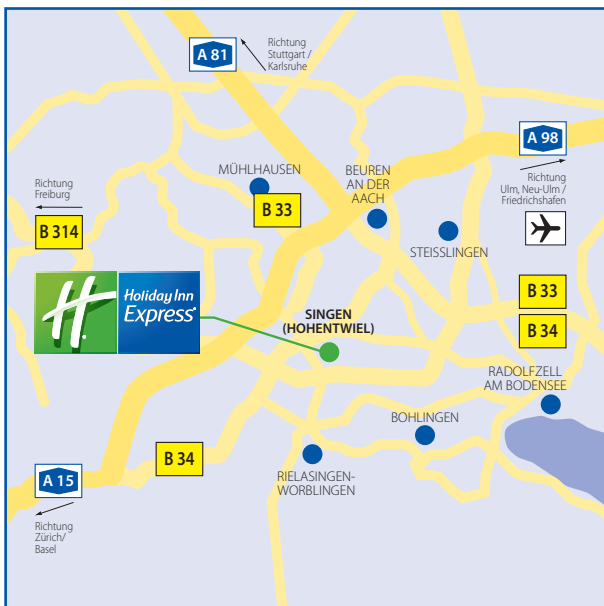 A 81
Richtung
Stuttgart /
Karlsruhe
A 98
Richtung
Ulm, Neu-Ulm /
Friedrichshafen
MÜHLHAUSEN
BEUREN
AN DER
AACH
Richtung
Freiburg
B 314
B 33
STEISSLINGEN
H
Holiday Inn
Express
SINGEN
(HOHENTWIEL)
B 33
B 34
RADOLFZELL
AM BODENSEE
BOHLINGEN
B 34
RIELASINGEN-
WORBLINGEN
A 15
Richtung
Zürich/
Basel